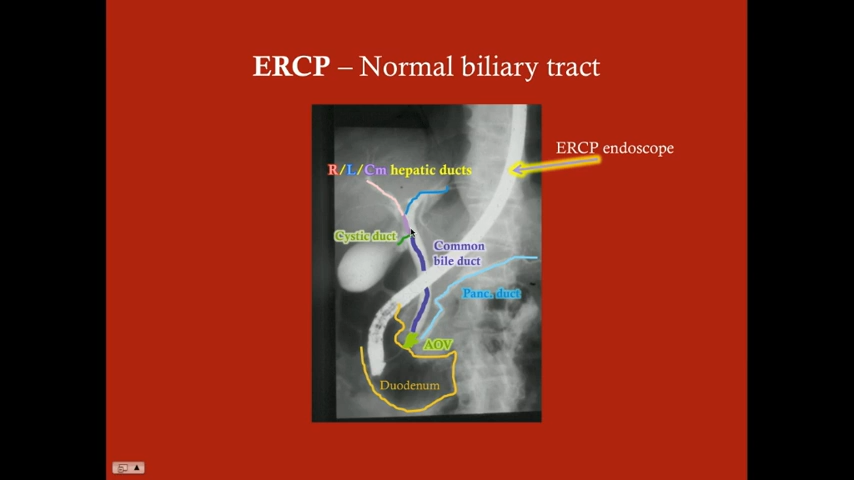 ERCP – Normal biliary tract
ERCP endoscope
R/L/Cm hepatic ducts
Cystic duct
Common
bile duct
Panc. duct
AOV
Duodenum